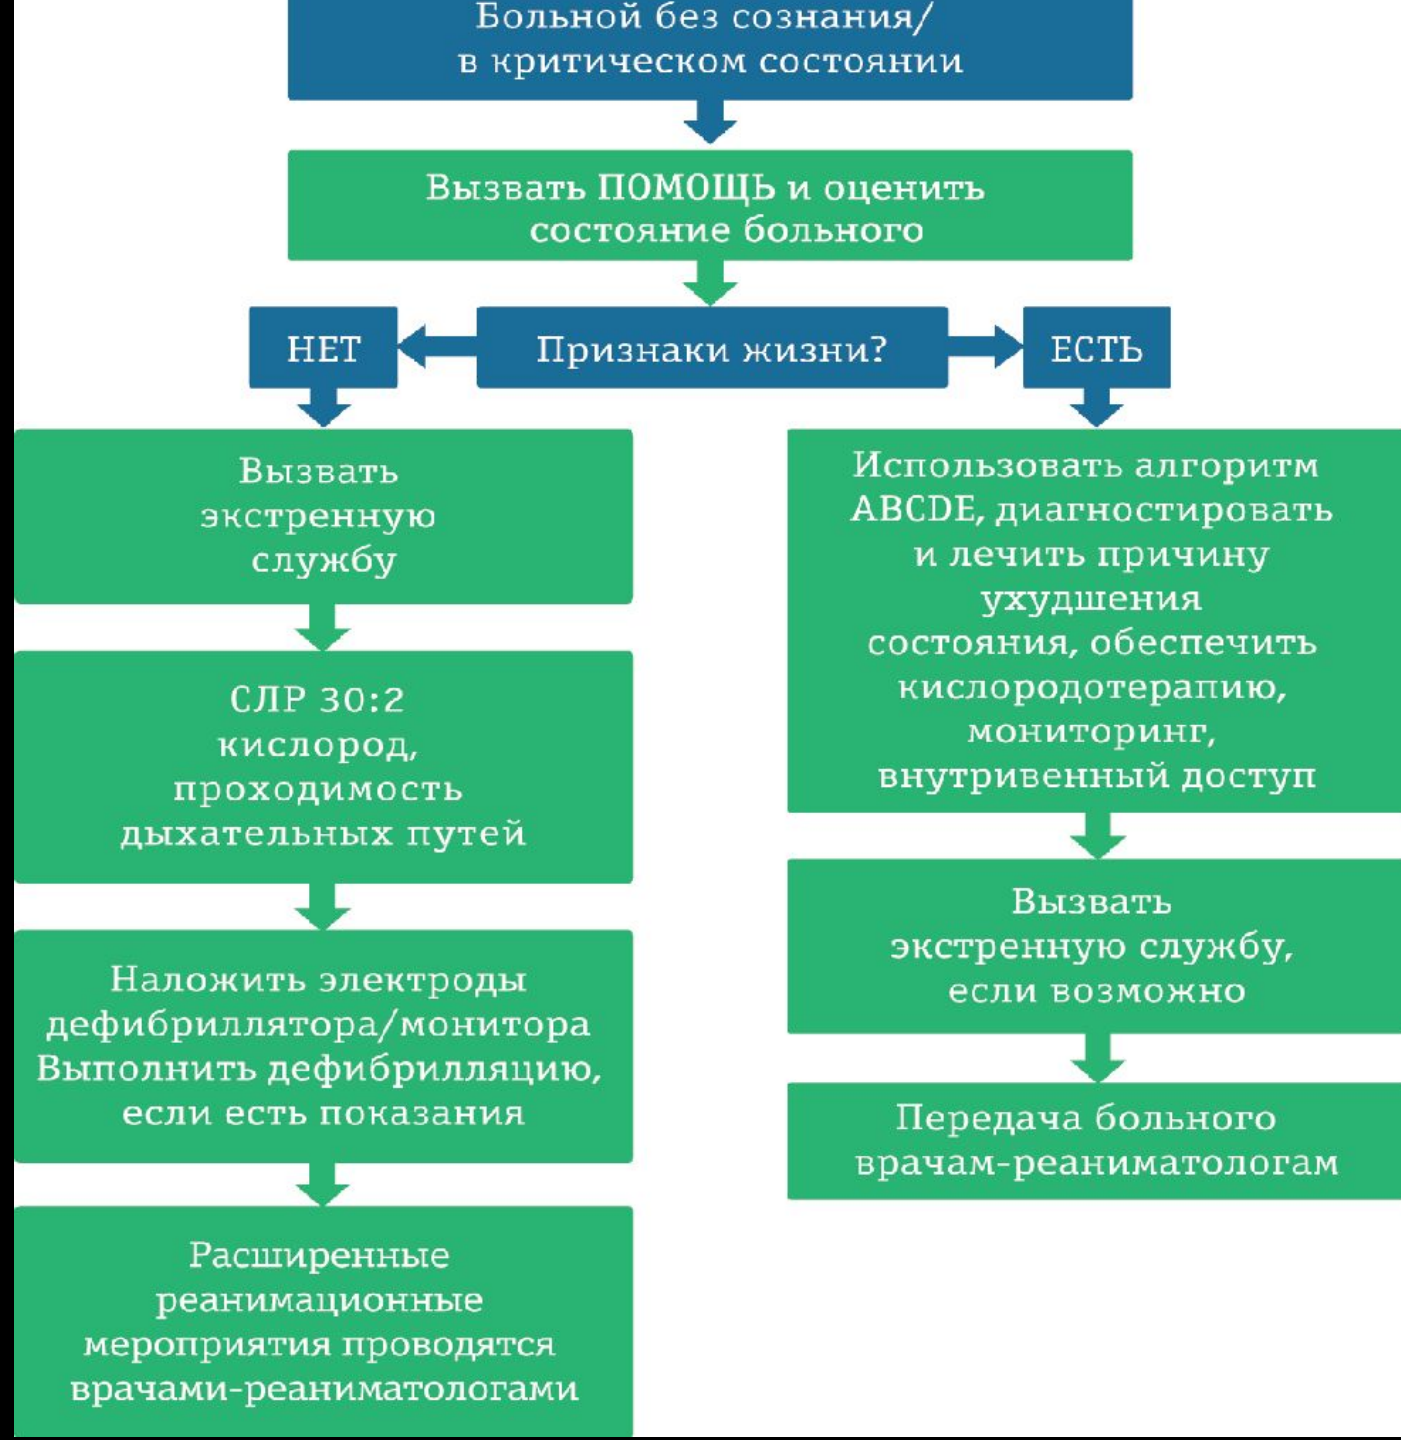 Больной без сознания/
в критическом состоянии
Вызвать ПОМОЩЬ и оценить
состояние больного
НЕТ
Признаки жизни?
ЕСТЬ
Вызвать
экстренную
службу
СЛР 30:2
кислород,
проходимость
дыхательных путей
Наложить электроды
дефибриллятора/монитора
Выполнить дефибрилляцию,
если есть показания
Расширенные
реанимационные
мероприятия проводятся
врачами-реаниматологами
Использовать алгоритм
ABCDE, диагностировать
и лечить причину
ухудшения
состояния, обеспечить
кислородотерапию,
мониторинг,
внутривенный доступ
Вызвать
экстренную службу,
если возможно
Передача больного
врачам-реаниматологам